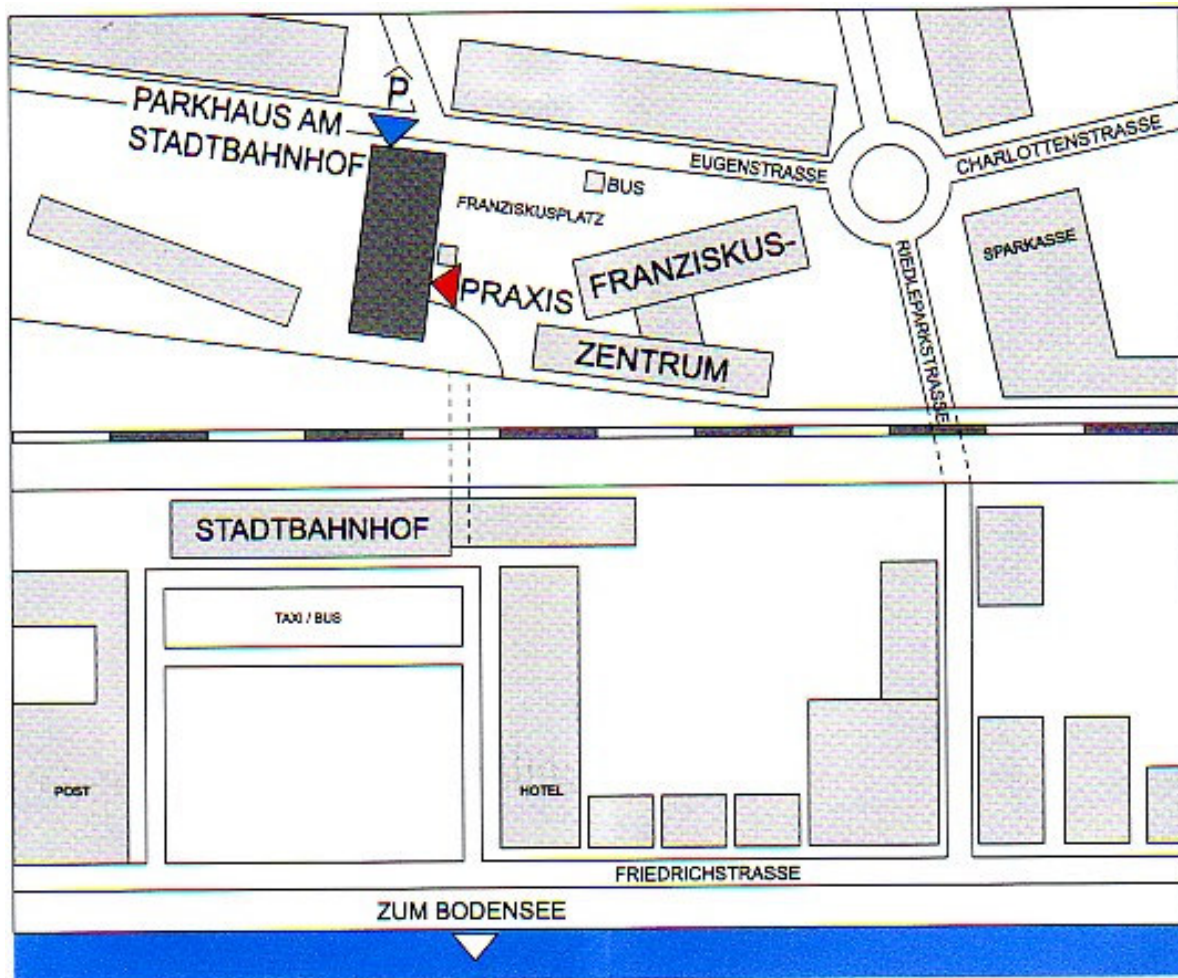 P
PARKHAUS AM
STADTBAHNHOF
EUGENSTRASSE
CHARLOTTENSTRASSE
BUS
FRANZISKUSPLATZ
FRANZISKUS-
ZENTRUM
RIEDLEPARKSTRASSE
SPARKASSE
PRAXIS
STADTBAHNHOF
TAXI / BUS
POST
HOTEL
FRIEDRICHSTRASSE
ZUM BODENSEE